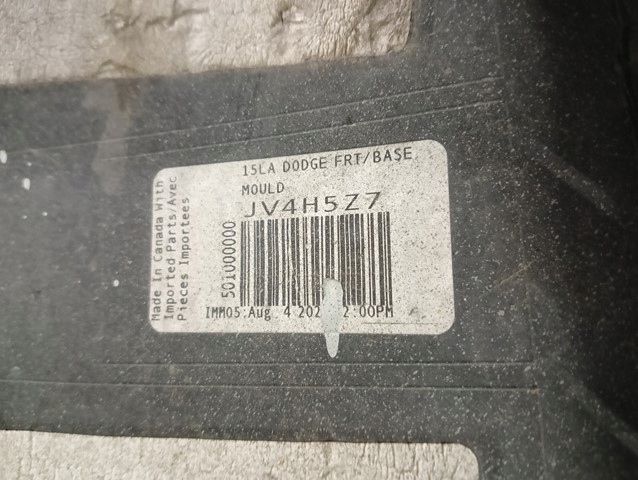 15LA DODGE FRT/BASE
MOULD
JV4H5Z7
501000000
IMM05:Aug 4 202 2:00PM
Made In Canada With
Imported Parts/Avec
Pieces Importees